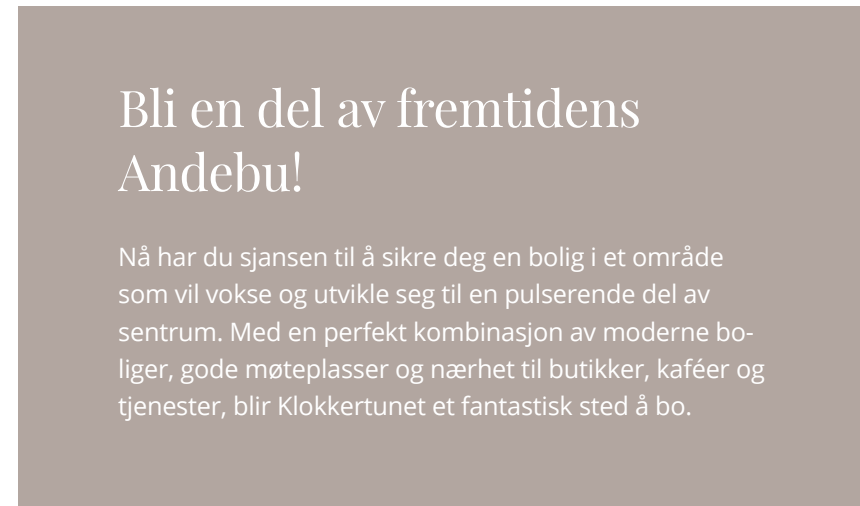 Bli en del av fremtidens
Andebu!
Nå har du sjansen til å sikre deg en bolig i et område
som vil vokse og utvikle seg til en pulserende del av
sentrum. Med en perfekt kombinasjon av moderne bo-
liger, gode møteplasser og nærhet til butikker, kaféer og
tjenester, blir Klokkertunet et fantastisk sted å bo.